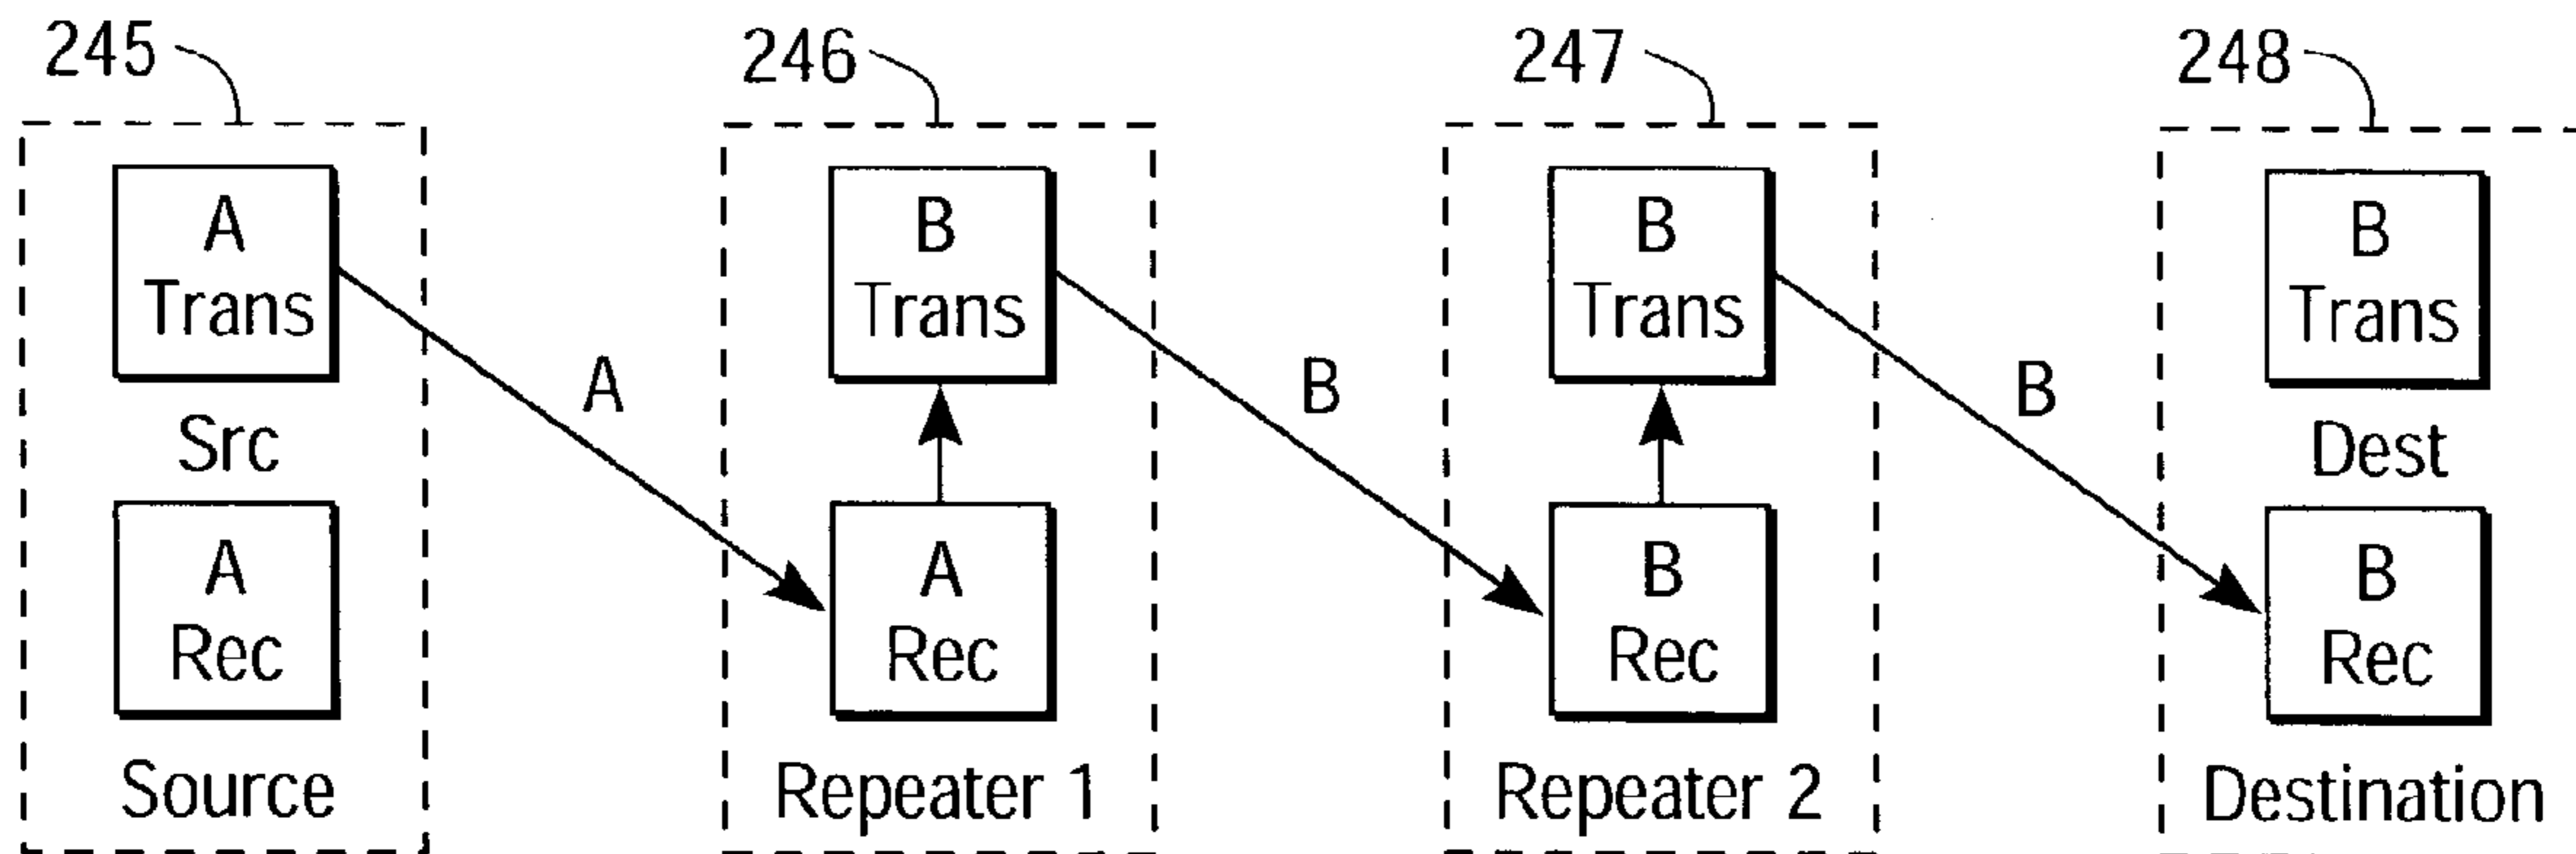 245
246
247
248
A
Trans
Src
A
Rec
Source
A
B
Trans
A
Rec
Repeater 1
B
B
Trans
B
Rec
Repeater 2
B
B
Trans
Dest
B
Rec
Destination